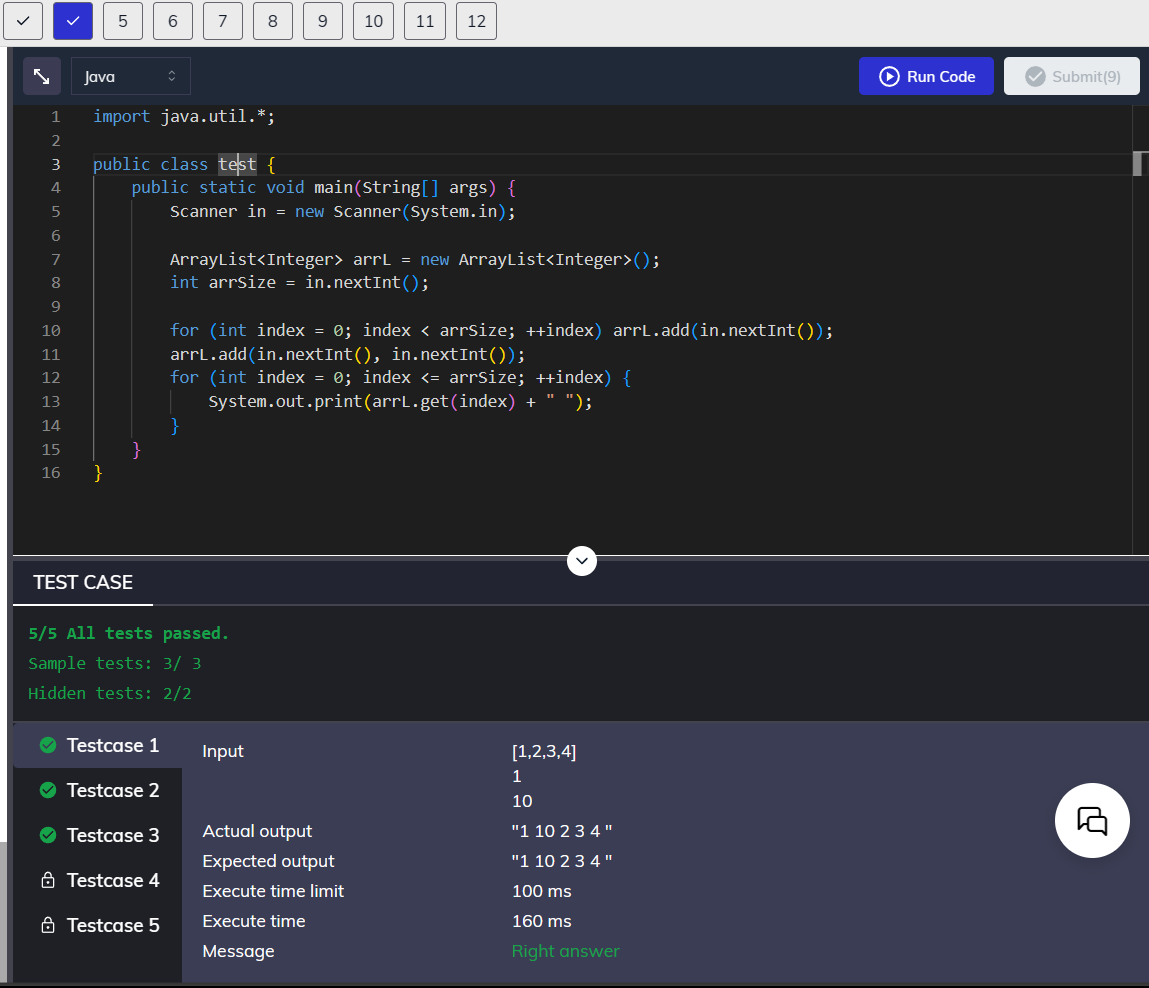 5 6 7 8 9 10 11 12
Java Run Code Submit(9)
1 import java.util.*;
2
3 public class test {
4 public static void main(String[] args) {
5 Scanner in = new Scanner(System.in);
6
7 ArrayList<Integer> arrL = new ArrayList<Integer>();
8 int arrSize = in.nextInt();
9
10 for (int index = 0; index < arrSize; ++index) arrL.add(in.nextInt());
11 arrL.add(in.nextInt(), in.nextInt());
12 for (int index = 0; index <= arrSize; ++index) {
13 System.out.print(arrL.get(index) + " ");
14 }
15 }
16 }
TEST CASE
5/5 All tests passed.
Sample tests: 3/ 3
Hidden tests: 2/2
Testcase 1
Testcase 2
Testcase 3
Testcase 4
Testcase 5
Input [1,2,3,4]
1
10
Actual output "1 10 2 3 4 "
Expected output "1 10 2 3 4 "
Execute time limit 100 ms
Execute time 160 ms
Message Right answer